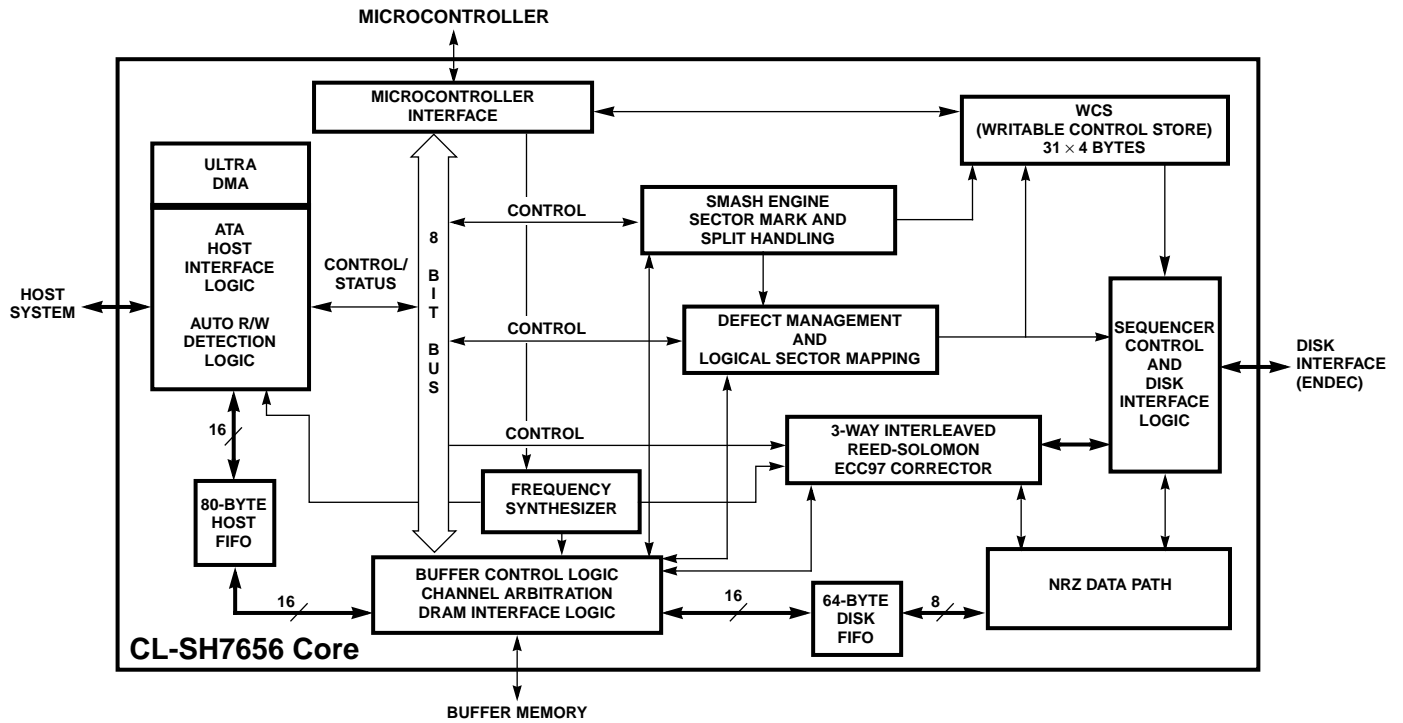 MICROCONTROLLER
MICROCONTROLLER
INTERFACE
WCS
(WRITABLE CONTROL STORE)
31 × 4 BYTES
ULTRA
DMA
ATA
HOST
INTERFACE
LOGIC
AUTO R/W
DETECTION
LOGIC
HOST
SYSTEM
CONTROL/
STATUS
8 BIT BUS
CONTROL
SMASH ENGINE
SECTOR MARK AND
SPLIT HANDLING
CONTROL
DEFECT MANAGEMENT
AND
LOGICAL SECTOR MAPPING
SEQUENCER
CONTROL
AND
DISK
INTERFACE
LOGIC
DISK
INTERFACE
(ENDEC)
CONTROL
3-WAY INTERLEAVED
REED-SOLOMON
ECC97 CORRECTOR
16
80-BYTE
HOST
FIFO
FREQUENCY
SYNTHESIZER
16
BUFFER CONTROL LOGIC
CHANNEL ARBITRATION
DRAM INTERFACE LOGIC
16
64-BYTE
DISK
FIFO
8
NRZ DATA PATH
CL-SH7656 Core
BUFFER MEMORY